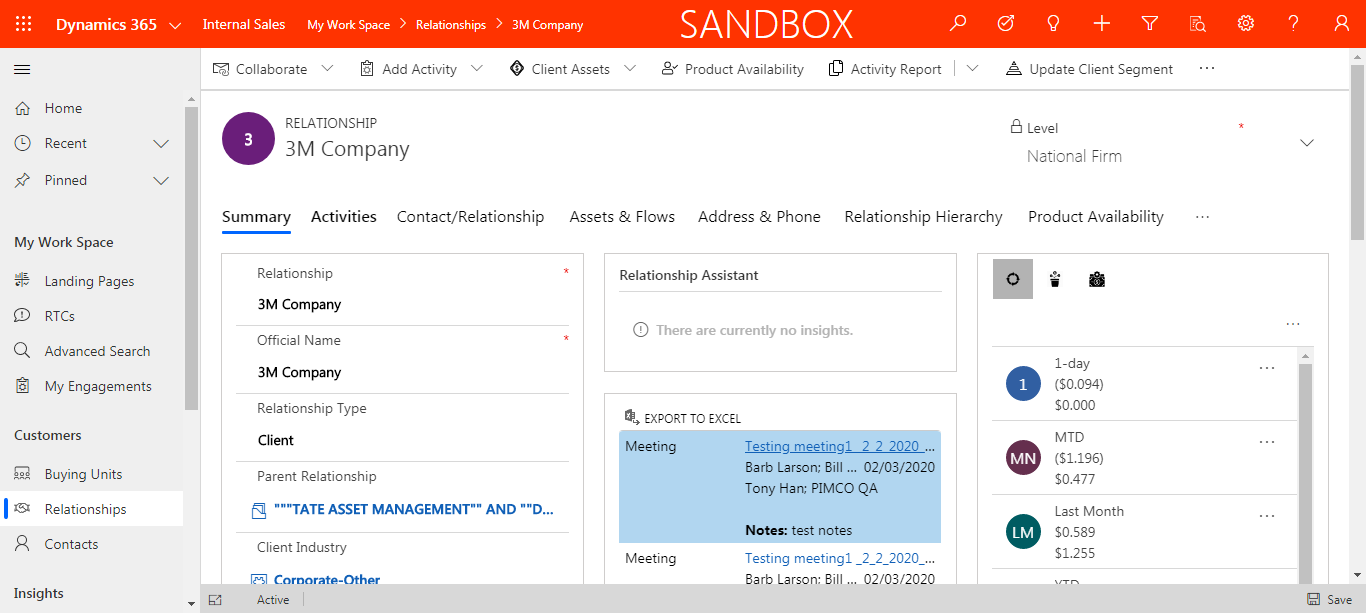 Dynamics 365 Internal Sales My Work Space Relationships 3M Company SANDBOX
Collaborate Add Activity Client Assets Product Availability Activity Report Update Client Segment ...
Home
Recent
Pinned
My Work Space
Landing Pages
RTCs
Advanced Search
My Engagements
Customers
Buying Units
Relationships
Contacts
Insights
3
RELATIONSHIP
3M Company
Level *
National Firm
Summary Activities Contact/Relationship Assets & Flows Address & Phone Relationship Hierarchy Product Availability ...
Relationship *
3M Company
Official Name *
3M Company
Relationship Type
Client
Parent Relationship
"""TATE ASSET MANAGEMENT"" AND ""D...
Client Industry
Corporate-Other
Relationship Assistant
There are currently no insights.
EXPORT TO EXCEL
Meeting Testing meeting1 _2_2_2020_...
Barb Larson; Bill ... 02/03/2020
Tony Han; PIMCO QA
Notes: test notes
Meeting Testing meeting1 _2_2_2020_...
Barb Larson; Bill ... 02/03/2020
...
1
1-day ...
($0.094)
$0.000
MN
MTD ...
($1.196)
$0.477
LM
Last Month ...
$0.589
$1.255
YTD
Active
Save